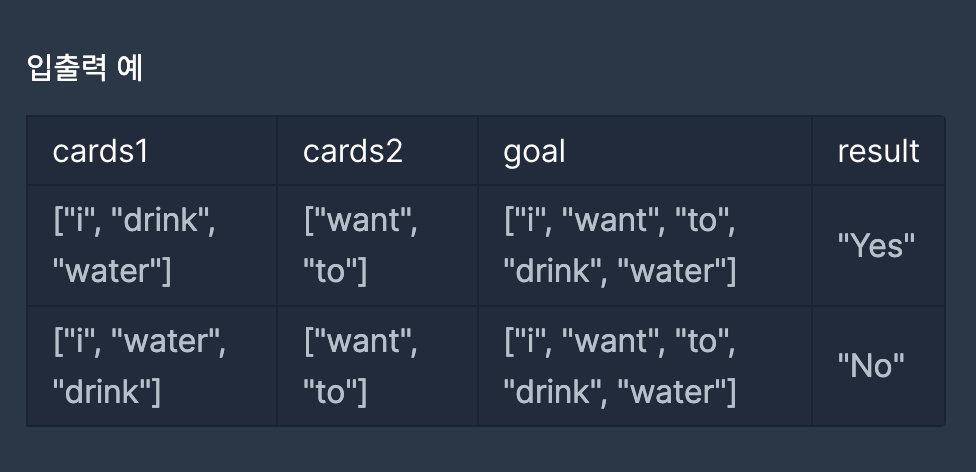 입출력 예
cards1 cards2 goal result
["i", "drink", "water"] ["want", "to"] ["i", "want", "to", "drink", "water"] "Yes"
["i", "water", "drink"] ["want", "to"] ["i", "want", "to", "drink", "water"] "No"